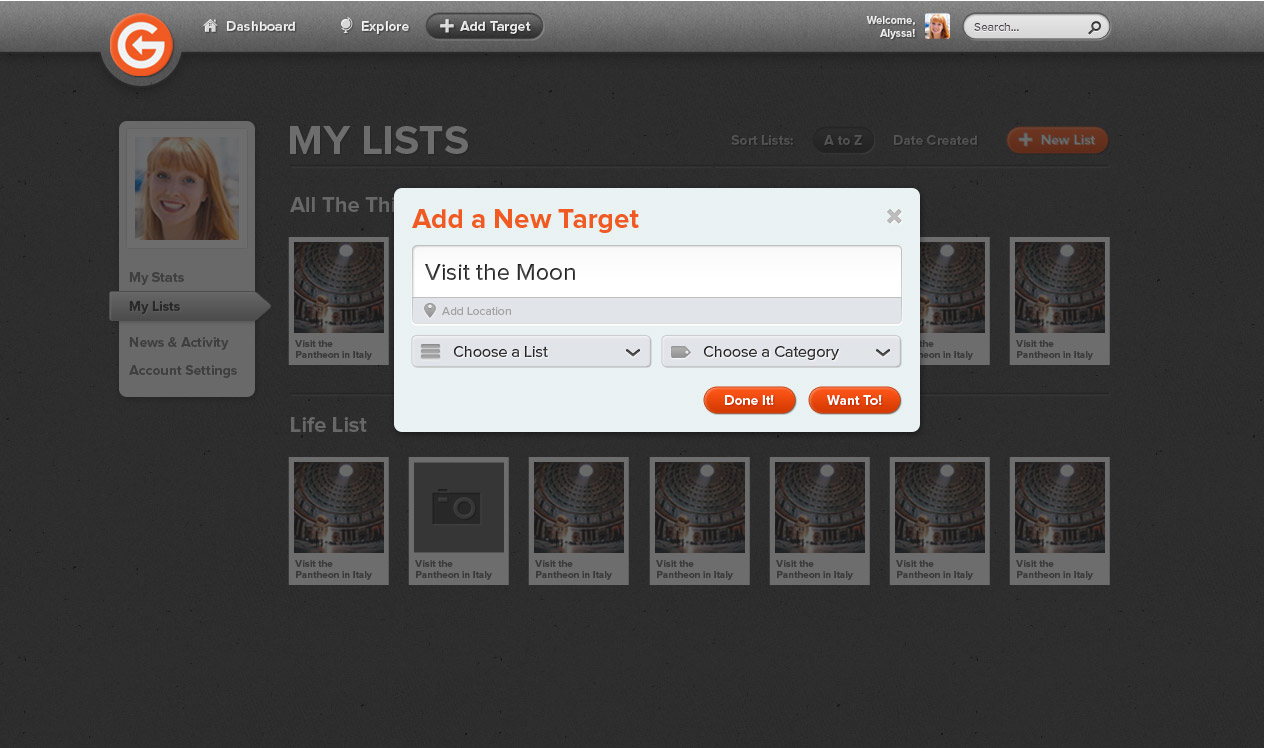 Dashboard
Explore
Add Target
Welcome,
Alyssa!
Search...
MY LISTS
Sort Lists:
A to Z
Date Created
New List
My Stats
My Lists
News & Activity
Account Settings
All The Thi
Add a New Target
Visit the Moon
Add Location
Choose a List
Choose a Category
Done It!
Want To!
Visit the
Pantheon in Italy
the
eon in Italy
Visit the
Pantheon in Italy
Life List
Visit the
Pantheon in Italy
Visit the
Pantheon in Italy
Visit the
Pantheon in Italy
Visit the
Pantheon in Italy
Visit the
Pantheon in Italy
Visit the
Pantheon in Italy
Visit the
Pantheon in Italy